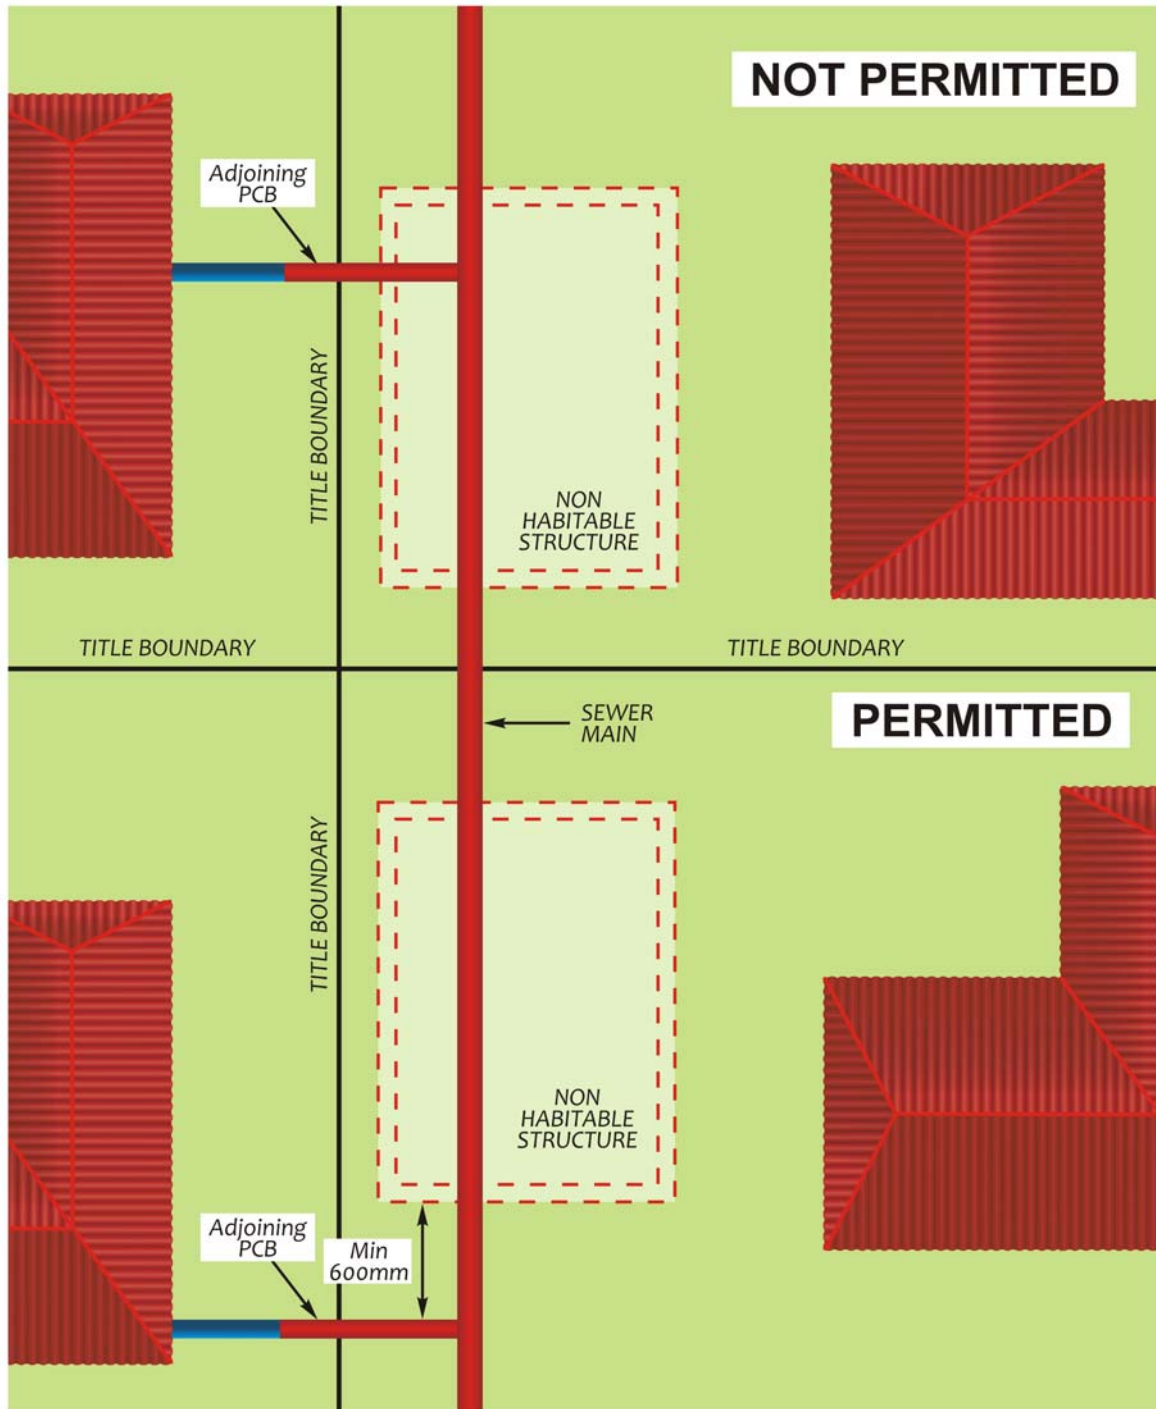 NOT PERMITTED
Adjoining
PCB
TITLE BOUNDARY
NON
HABITABLE
STRUCTURE
TITLE BOUNDARY
TITLE BOUNDARY
SEWER
MAIN
PERMITTED
TITLE BOUNDARY
NON
HABITABLE
STRUCTURE
Adjoining
PCB
Min
600mm